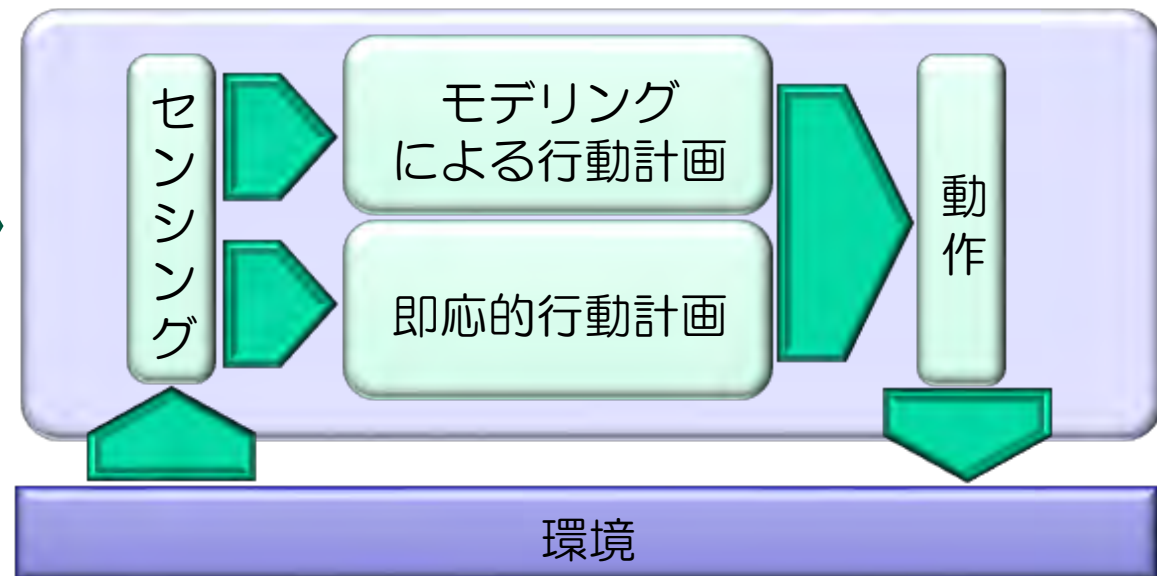 センシング
モデリング
による行動計画
即応的行動計画
動作
環境